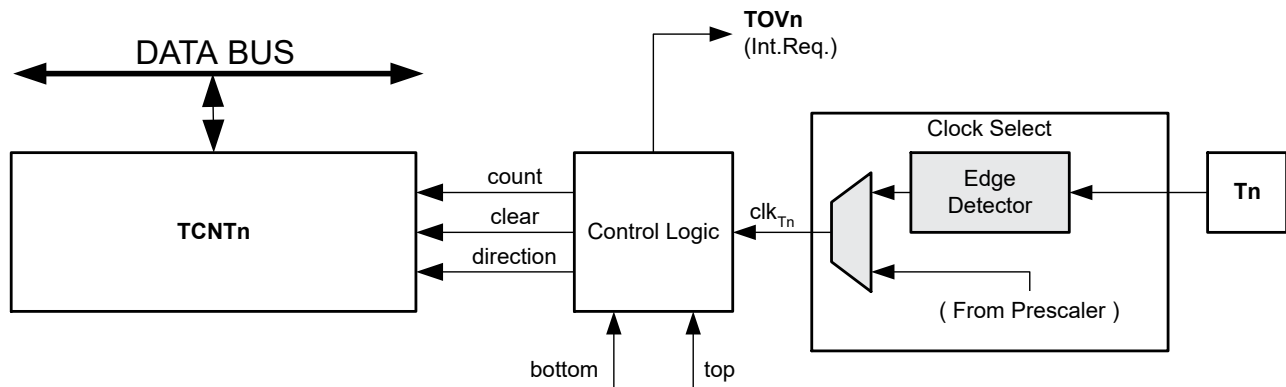 TOVn
(Int.Req.)
DATA BUS
Clock Select
count
clear
direction
TCNTn
Control Logic
clkTn
Edge
Detector
Tn
( From Prescaler )
bottom
top